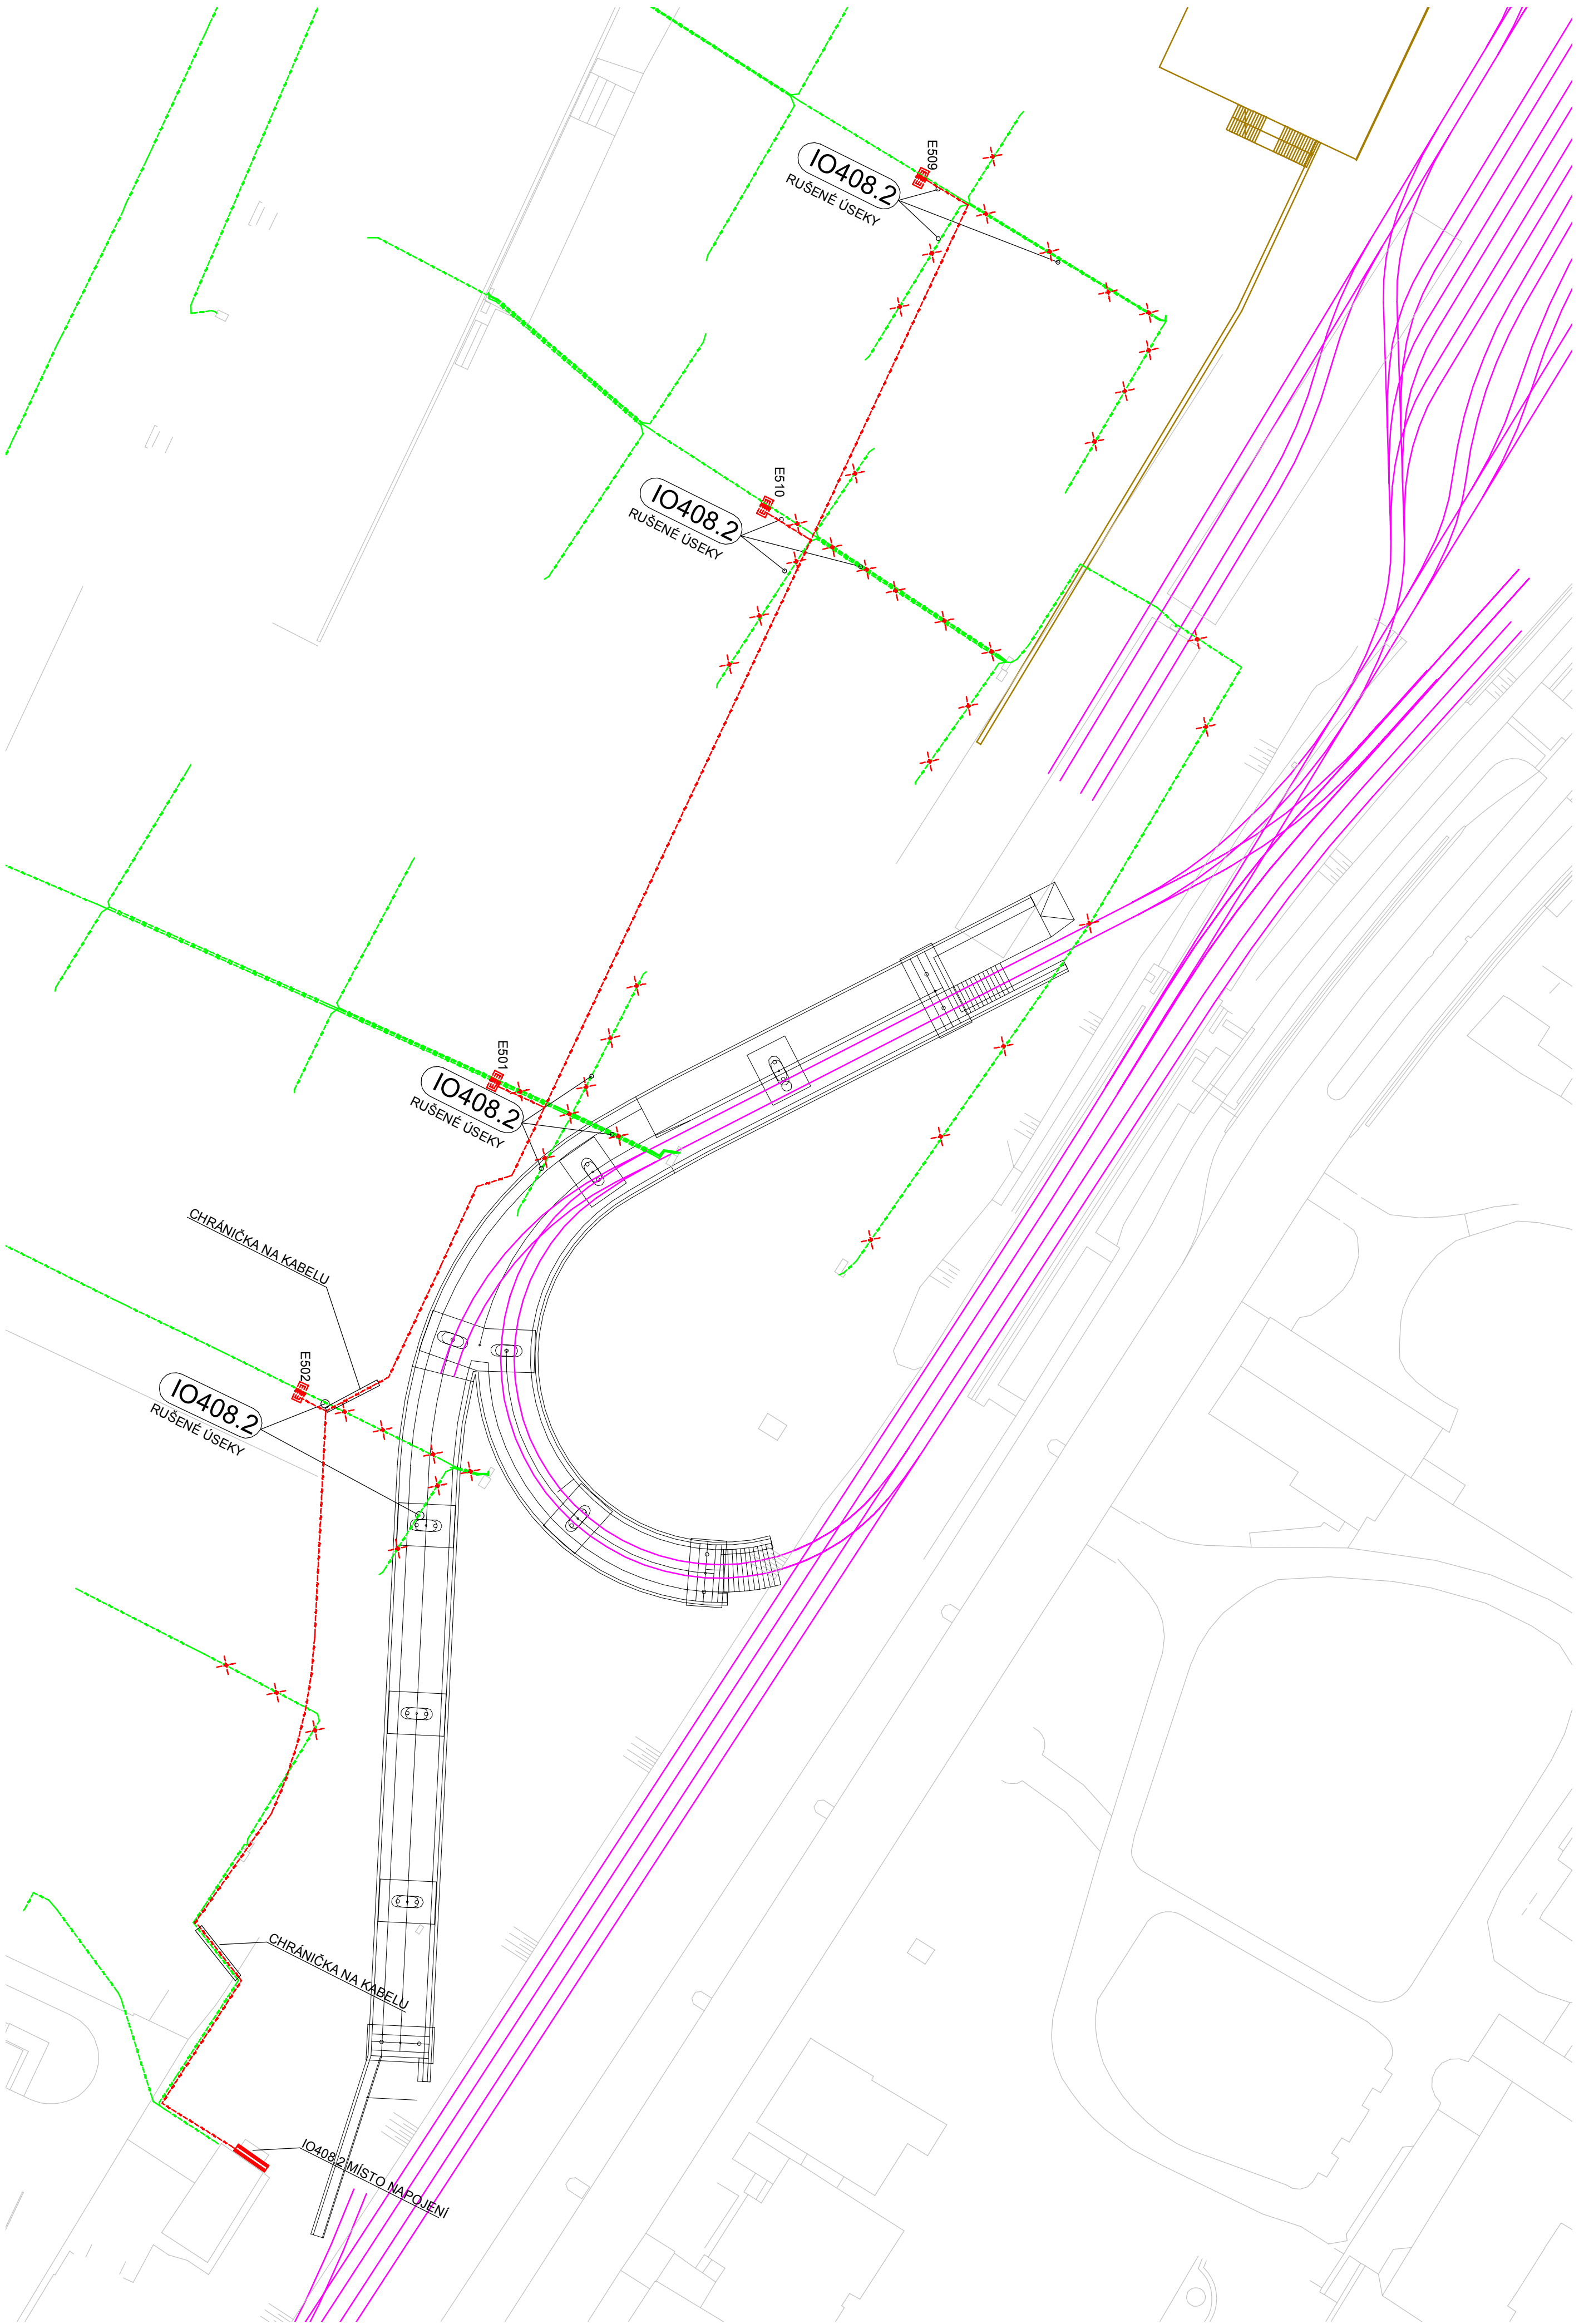 E509
IO408.2
RUŠENÉ ÚSEKY
E510
IO408.2
RUŠENÉ ÚSEKY
E501
IO408.2
RUŠENÉ ÚSEKY
CHRÁNIČKA NA KABELU
E502
IO408.2
RUŠENÉ ÚSEKY
CHRÁNIČKA NA KABELU
IO408.2 MÍSTO NAPOJENÍ